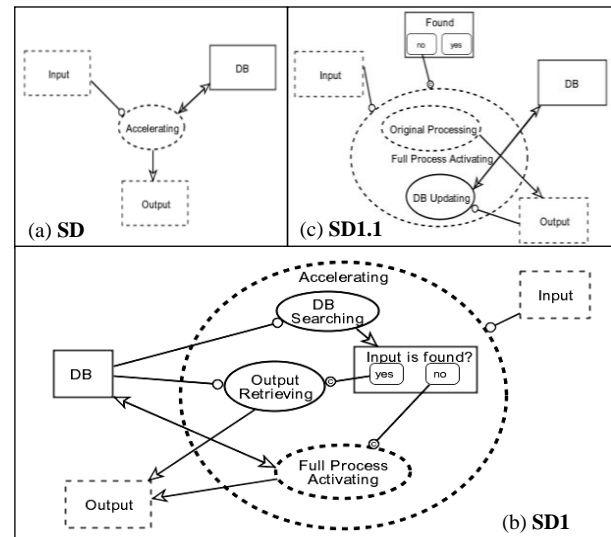 Input
DB
Accelerating
Output
(a) SD
Found
no yes
Input
DB
Original Processing
Full Process Activating
DB Updating
Output
(c) SD1.1
Accelerating
DB
Searching
Input
Input is found?
yes no
DB
Output
Retrieving
Full Process
Activating
Output
(b) SD1
c
c
c